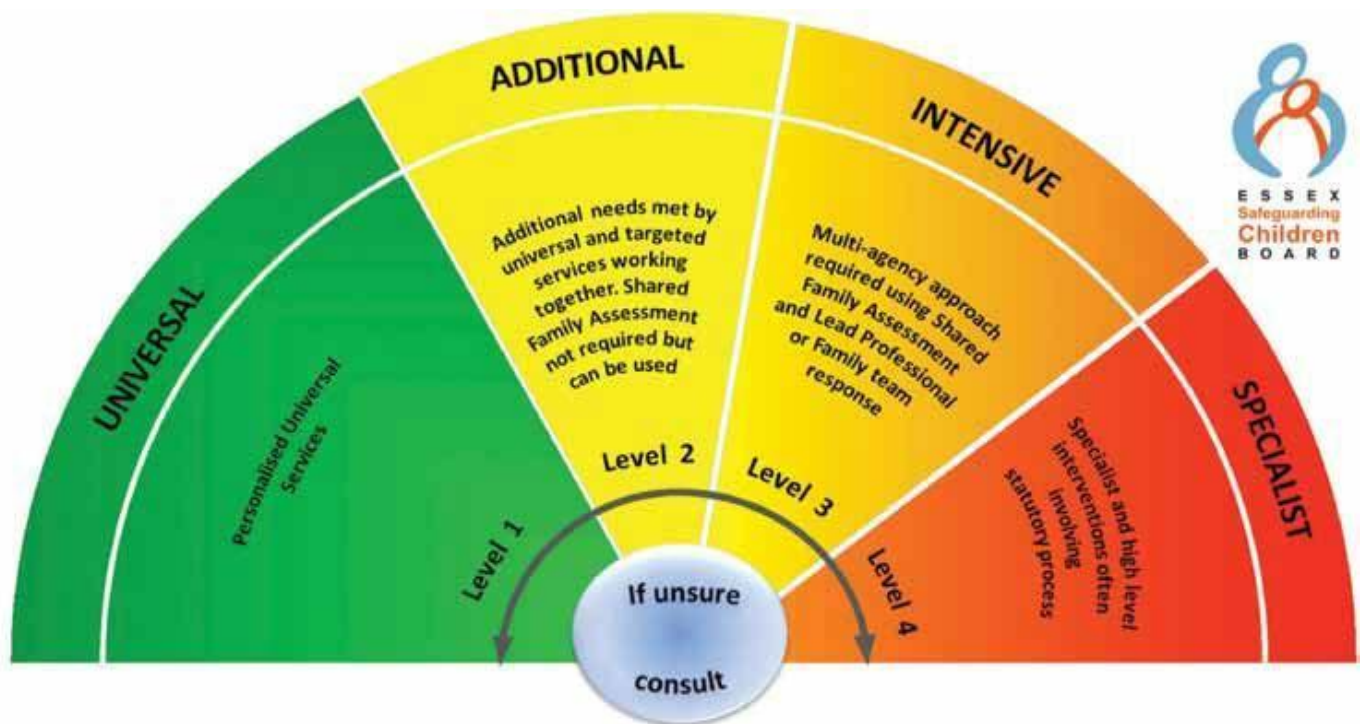 UNIVERSAL
Personalised Universal
Services
Level 1
ADDITIONAL
Additional needs met by
universal and targeted
services working
together. Shared
Family Assessment
not required but
can be used
Level 2
INTENSIVE
Multi-agency approach
required using Shared
Family Assessment
and Lead Professional
or Family team
response
Level 3
SPECIALIST
Specialist and high level
interventions often
involving
statutory process
Level 4
If unsure
consult
ESSEX
Safeguarding
Children
BOARD